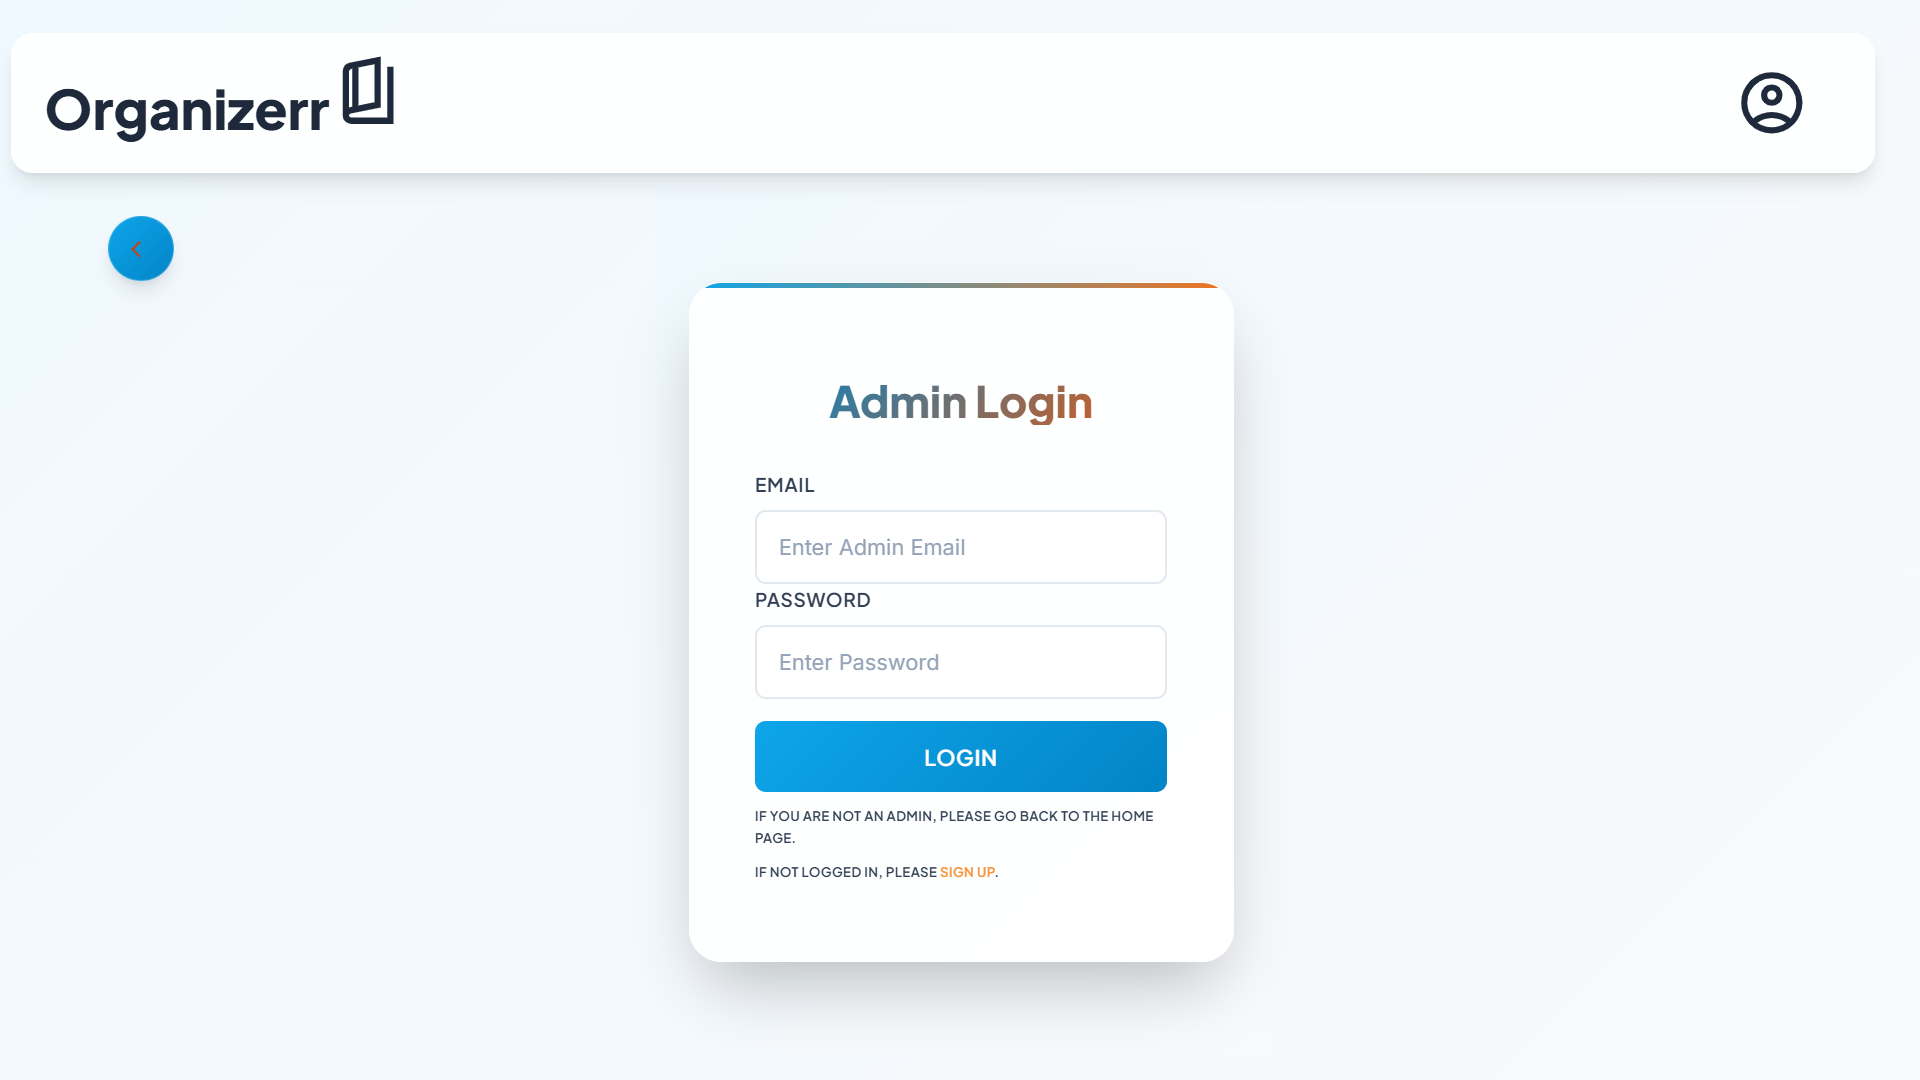 Organizerr
Admin Login
EMAIL
Enter Admin Email
PASSWORD
Enter Password
LOGIN
IF YOU ARE NOT AN ADMIN, PLEASE GO BACK TO THE HOME
PAGE.
IF NOT LOGGED IN, PLEASE SIGN UP.